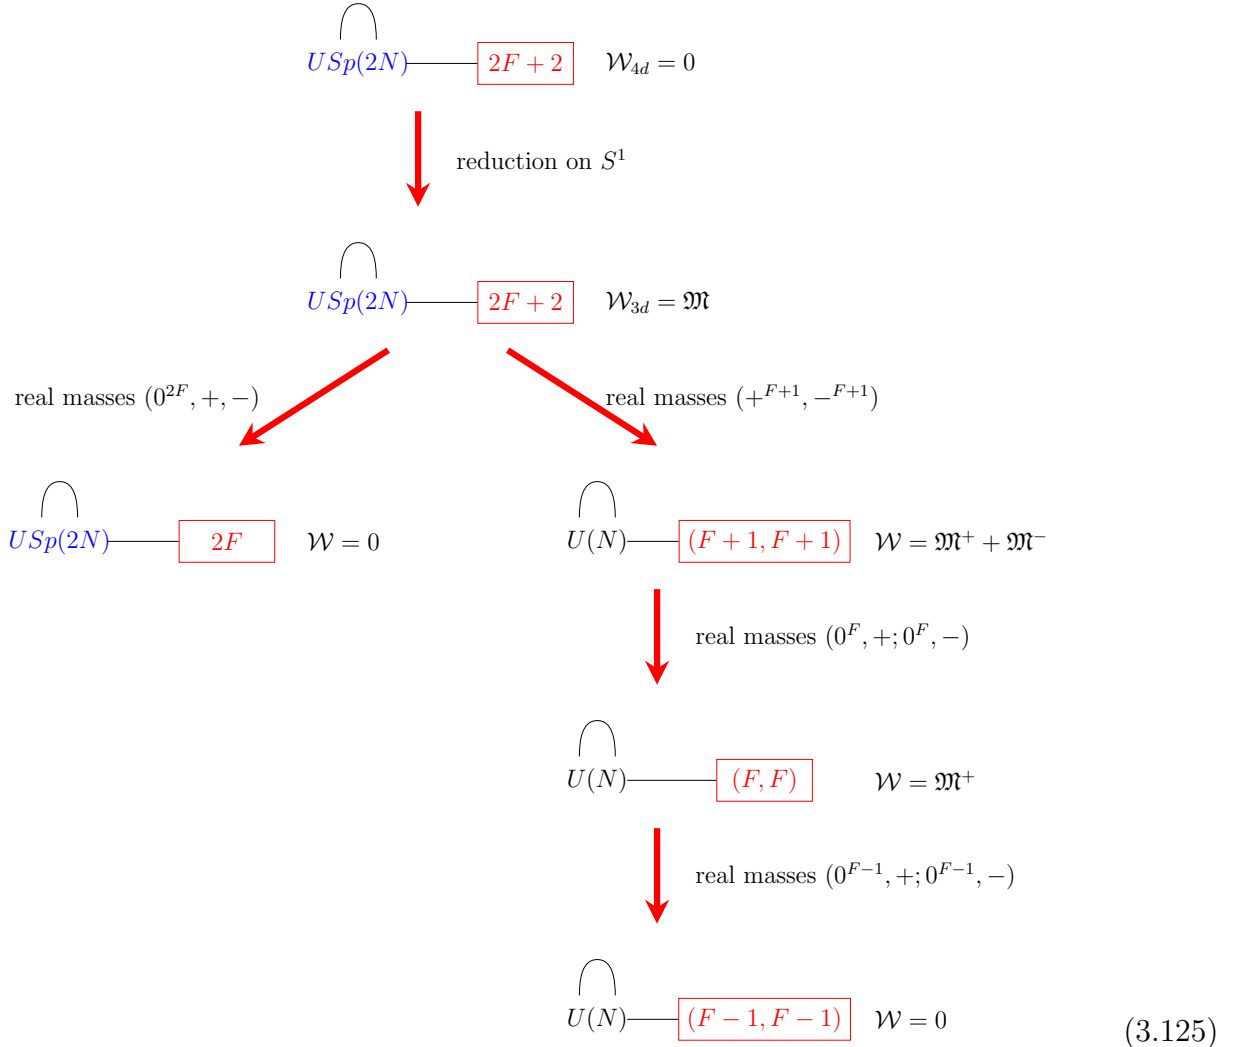 USp(2N) 2F + 2 𝒲_{4d} = 0
reduction on S^1
USp(2N) 2F + 2 𝒲_{3d} = 𝔐
real masses (0^{2F}, +, −) real masses (+^{F+1}, −^{F+1})
USp(2N) 2F 𝒲 = 0 U(N) (F + 1, F + 1) 𝒲 = 𝔐^+ + 𝔐^−
real masses (0^F, +; 0^F, −)
U(N) (F, F) 𝒲 = 𝔐^+
real masses (0^{F−1}, +; 0^{F−1}, −)
U(N) (F − 1, F − 1) 𝒲 = 0
(3.125)